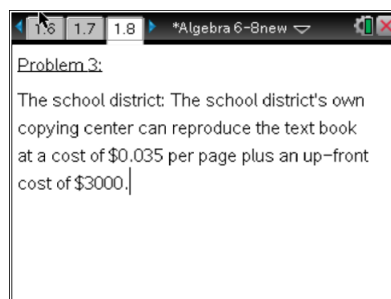 1.6 1.7 1.8 *Algebra 6-8new
Problem 3:
The school district: The school district's own
copying center can reproduce the text book
at a cost of $0.035 per page plus an up-front
cost of $3000.